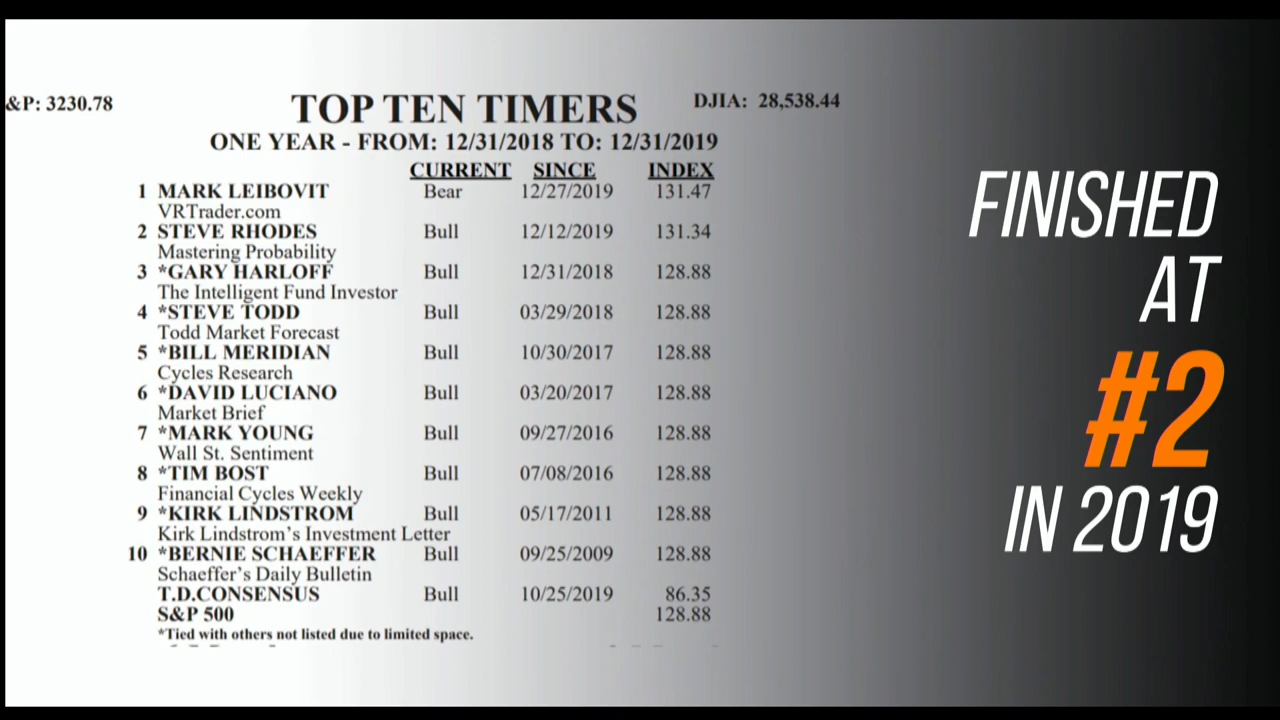 &P: 3230.78
TOP TEN TIMERS
DJIA: 28,538.44
ONE YEAR - FROM: 12/31/2018 TO: 12/31/2019
CURRENT SINCE INDEX
1 MARK LEIBOVIT Bear 12/27/2019 131.47
VRTrader.com
2 STEVE RHODES Bull 12/12/2019 131.34
Mastering Probability
3 *GARY HARLOFF Bull 12/31/2018 128.88
The Intelligent Fund Investor
4 *STEVE TODD Bull 03/29/2018 128.88
Todd Market Forecast
5 *BILL MERIDIAN Bull 10/30/2017 128.88
Cycles Research
6 *DAVID LUCIANO Bull 03/20/2017 128.88
Market Brief
7 *MARK YOUNG Bull 09/27/2016 128.88
Wall St. Sentiment
8 *TIM BOST Bull 07/08/2016 128.88
Financial Cycles Weekly
9 *KIRK LINDSTROM Bull 05/17/2011 128.88
Kirk Lindstrom's Investment Letter
10 *BERNIE SCHAEFFER Bull 09/25/2009 128.88
Schaeffer's Daily Bulletin
T.D.CONSENSUS Bull 10/25/2019 86.35
S&P 500 128.88
*Tied with others not listed due to limited space.
FINISHED
AT
#2
IN 2019